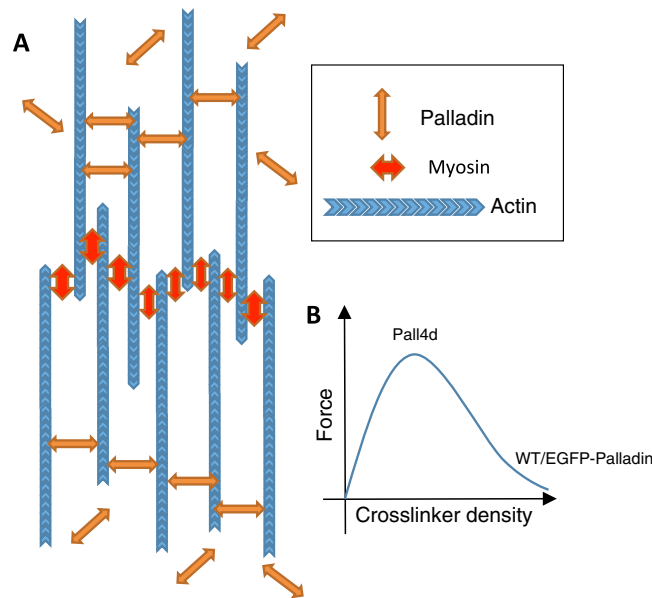 A
Palladin
Myosin
Actin
B
Pall4d
WT/EGFP-Palladin
Force
Crosslinker density